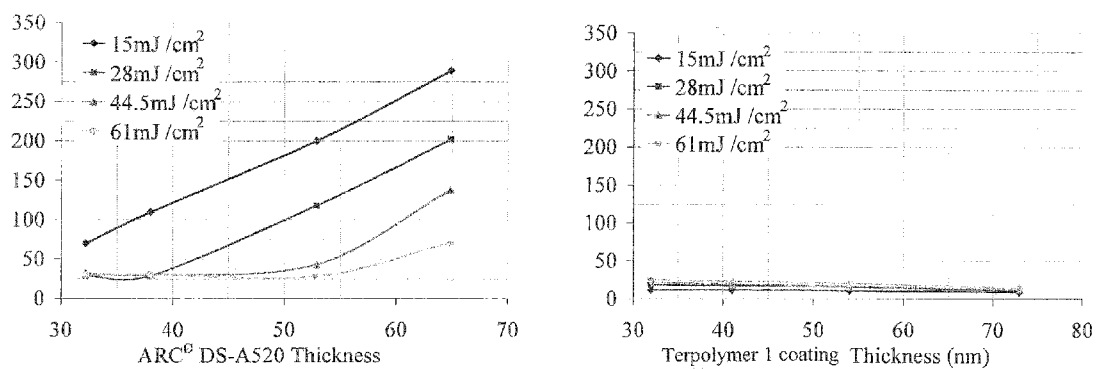 350
300
250
200
150
100
50
0
15mJ /cm²
28mJ /cm²
44.5mJ /cm²
61mJ /cm²
30 40 50 60 70
ARC© DS-A520 Thickness
350
300
250
200
150
100
50
0
15mJ /cm²
28mJ /cm²
44.5mJ /cm²
61mJ /cm²
30 40 50 60 70 80
Terpolymer 1 coating Thickness (nm)